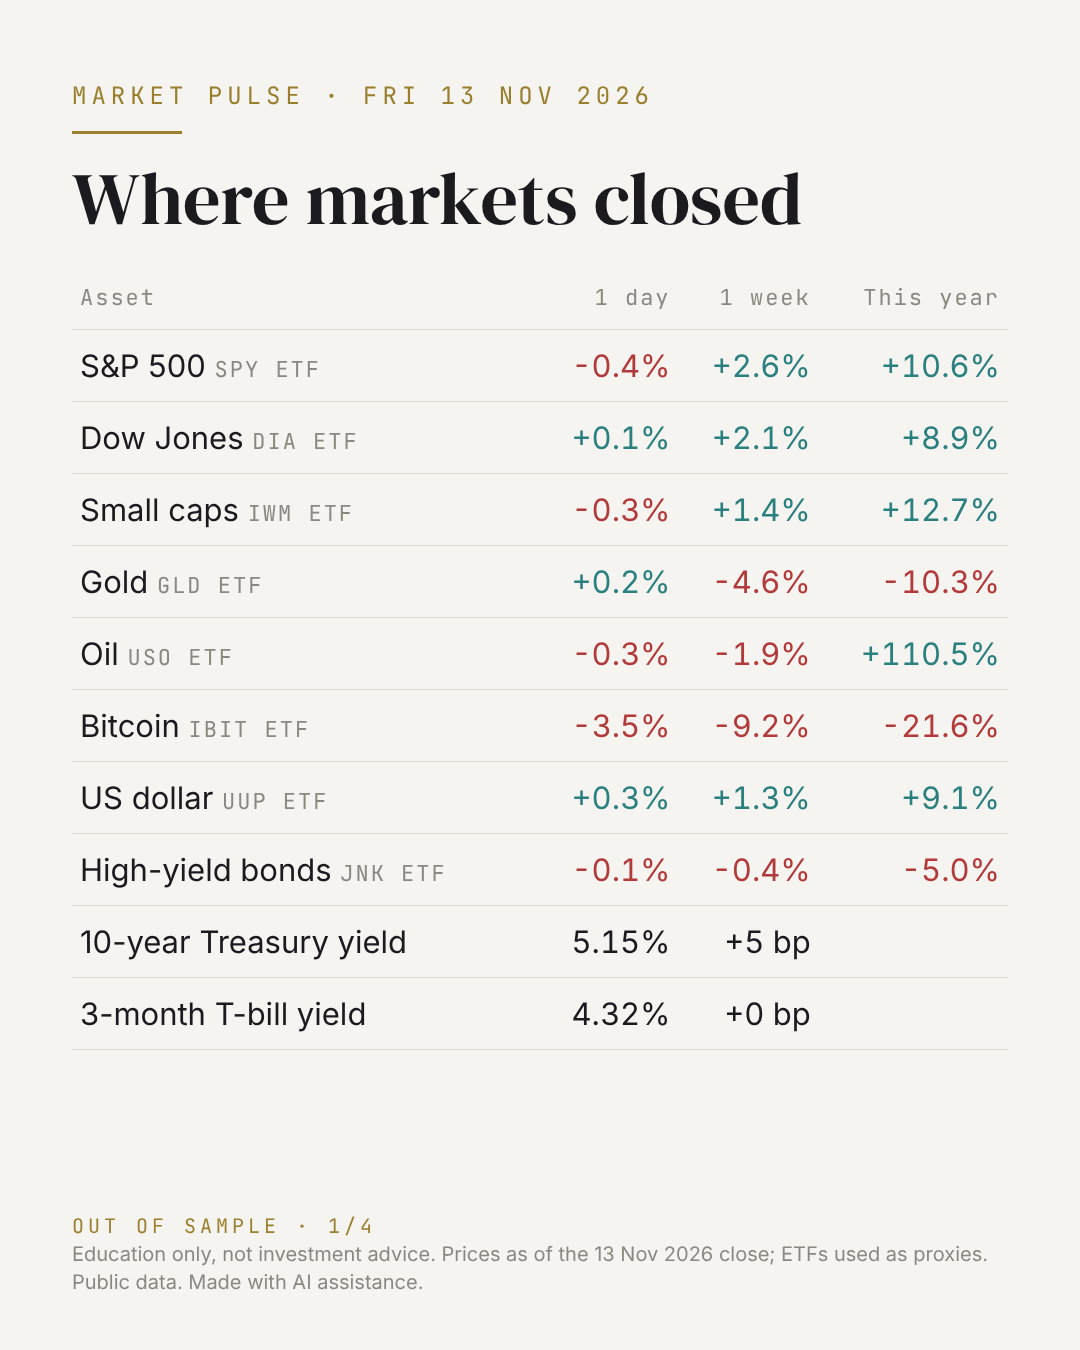 MARKET PULSE · FRI 13 NOV 2026
Where markets closed
Asset 1 day 1 week This year
S&P 500 SPY ETF -0.4% +2.6% +10.6%
Dow Jones DIA ETF +0.1% +2.1% +8.9%
Small caps IWM ETF -0.3% +1.4% +12.7%
Gold GLD ETF +0.2% -4.6% -10.3%
Oil USO ETF -0.3% -1.9% +110.5%
Bitcoin IBIT ETF -3.5% -9.2% -21.6%
US dollar UUP ETF +0.3% +1.3% +9.1%
High-yield bonds JNK ETF -0.1% -0.4% -5.0%
10-year Treasury yield 5.15% +5 bp
3-month T-bill yield 4.32% +0 bp
OUT OF SAMPLE · 1/4
Education only, not investment advice. Prices as of the 13 Nov 2026 close; ETFs used as proxies.
Public data. Made with AI assistance.